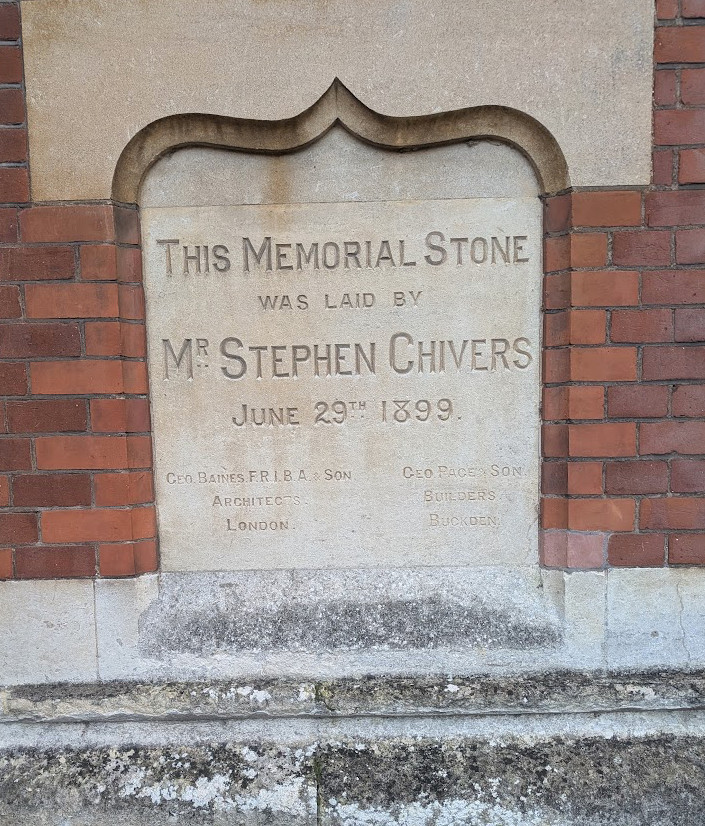 This Memorial Stone
was laid by
Mr Stephen Chivers
June 29th 1899.
Geo. Baines. F.R.I.B.A. & Son
Architects.
London.
Geo Page & Son.
Builders
Buckden.